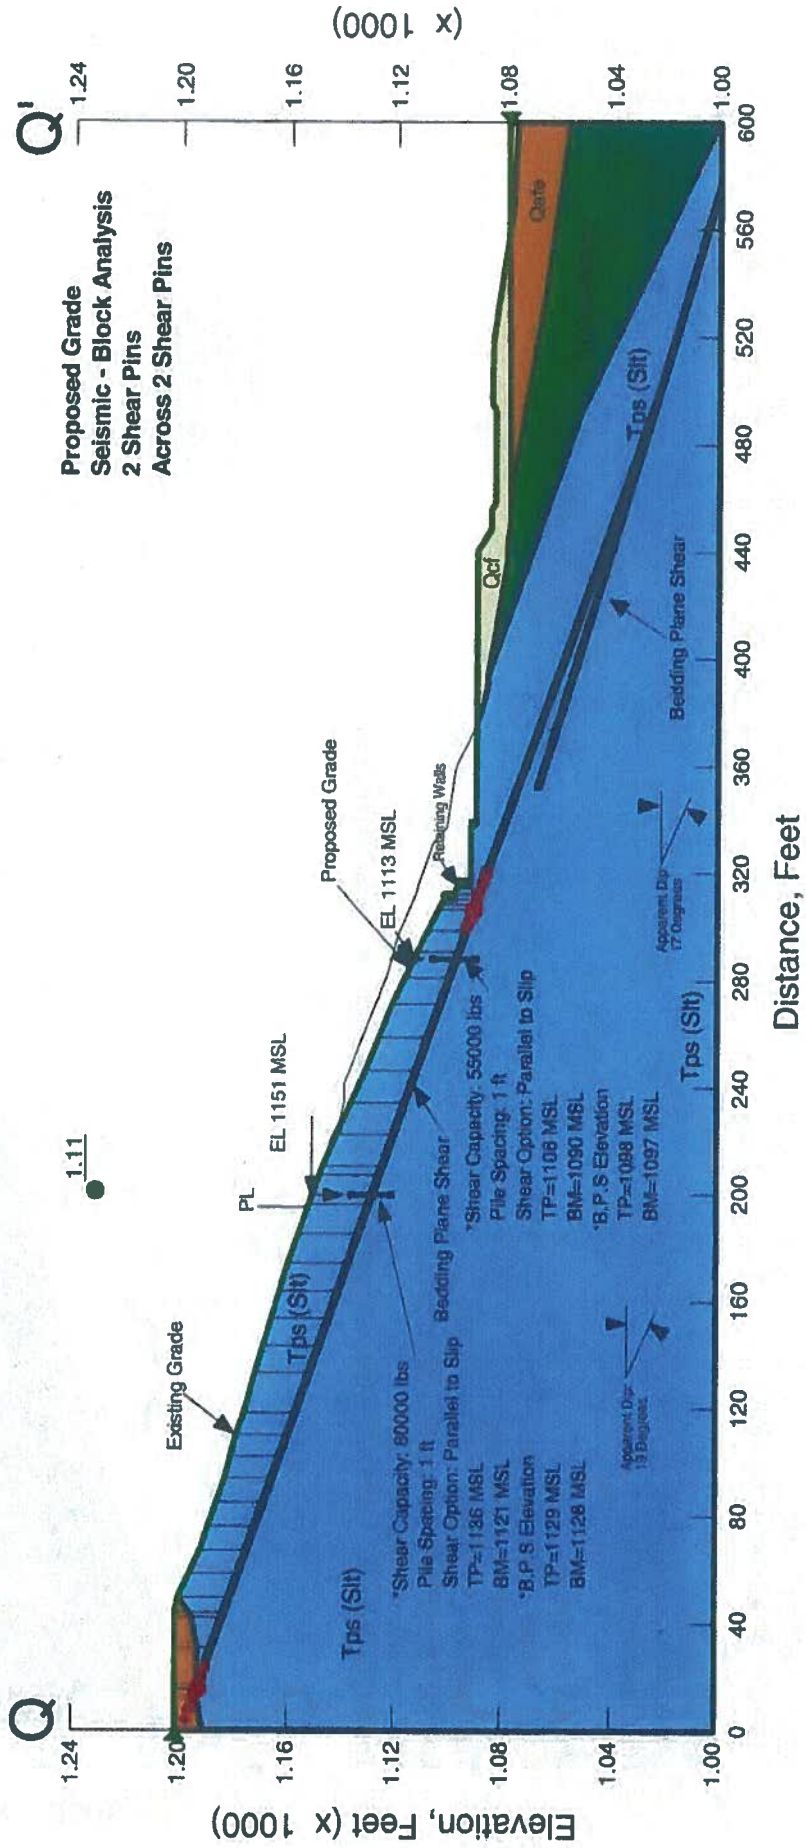 Q
Q'
Proposed Grade
Seismic - Block Analysis
2 Shear Pins
Across 2 Shear Pins
1.11
Existing Grade
PL
EL 1151 MSL
Proposed Grade
EL 1113 MSL
Retaining Walls
Qcf
Qafe
Tps (Slt)
Tps (Slt)
Tps (Slt)
Tps (Slt)
Bedding Plane Shear
Bedding Plane Shear
*Shear Capacity: 80000 lbs
Pile Spacing: 1 ft
Shear Option: Parallel to Slip
TP=1136 MSL
BM=1121 MSL
*B.P.S Elevation
TP=1129 MSL
BM=1128 MSL
*Shear Capacity: 55000 lbs
Pile Spacing: 1 ft
Shear Option: Parallel to Slip
TP=1108 MSL
BM=1090 MSL
*B.P.S Elevation
TP=1098 MSL
BM=1097 MSL
Apparent Dip:
Degrees
Apparent Dip
17 Degrees
Elevation, Feet (x 1000)
1.24
1.20
1.16
1.12
1.08
1.04
1.00
(x 1000)
1.24
1.20
1.16
1.12
1.08
1.04
1.00
0
40
80
120
160
200
240
280
320
360
400
440
480
520
560
600
Distance, Feet